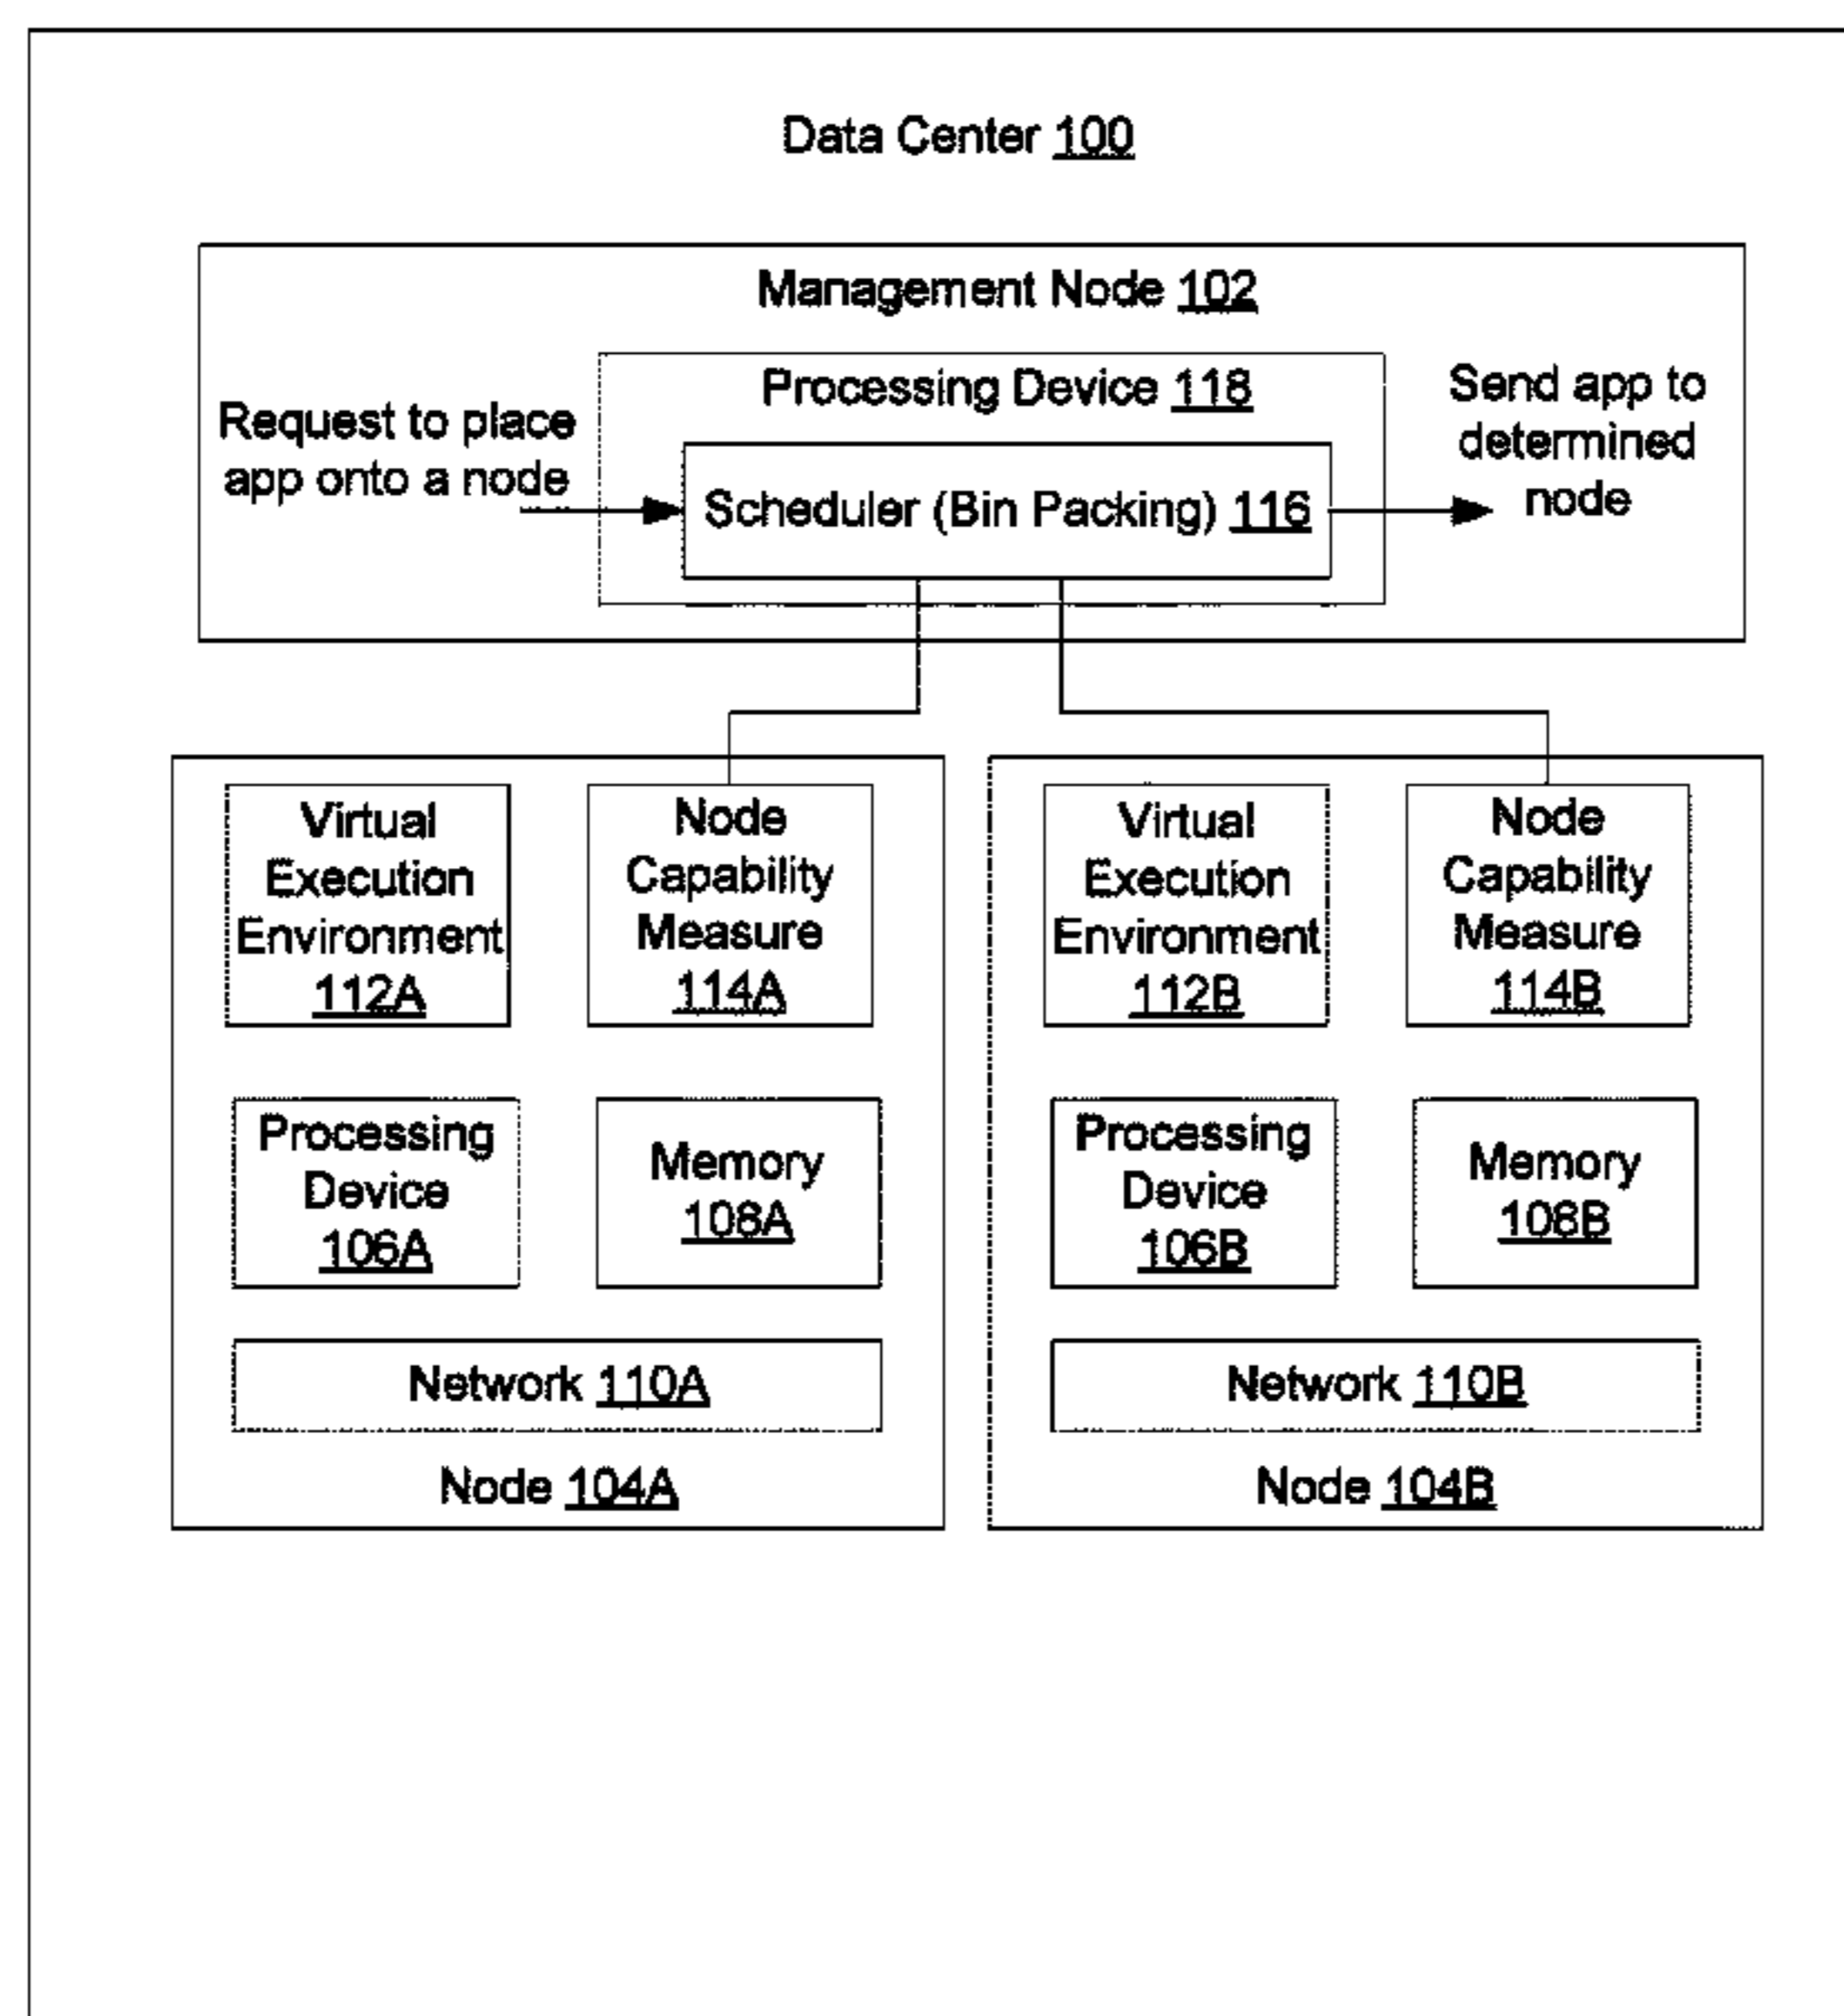 Data Center 100
Management Node 102
Request to place
app onto a node
Processing Device 118
Scheduler (Bin Packing) 116
Send app to
determined
node
Virtual
Execution
Environment
112A
Node
Capability
Measure
114A
Processing
Device
106A
Memory
108A
Network 110A
Node 104A
Virtual
Execution
Environment
112B
Node
Capability
Measure
114B
Processing
Device
106B
Memory
108B
Network 110B
Node 104B